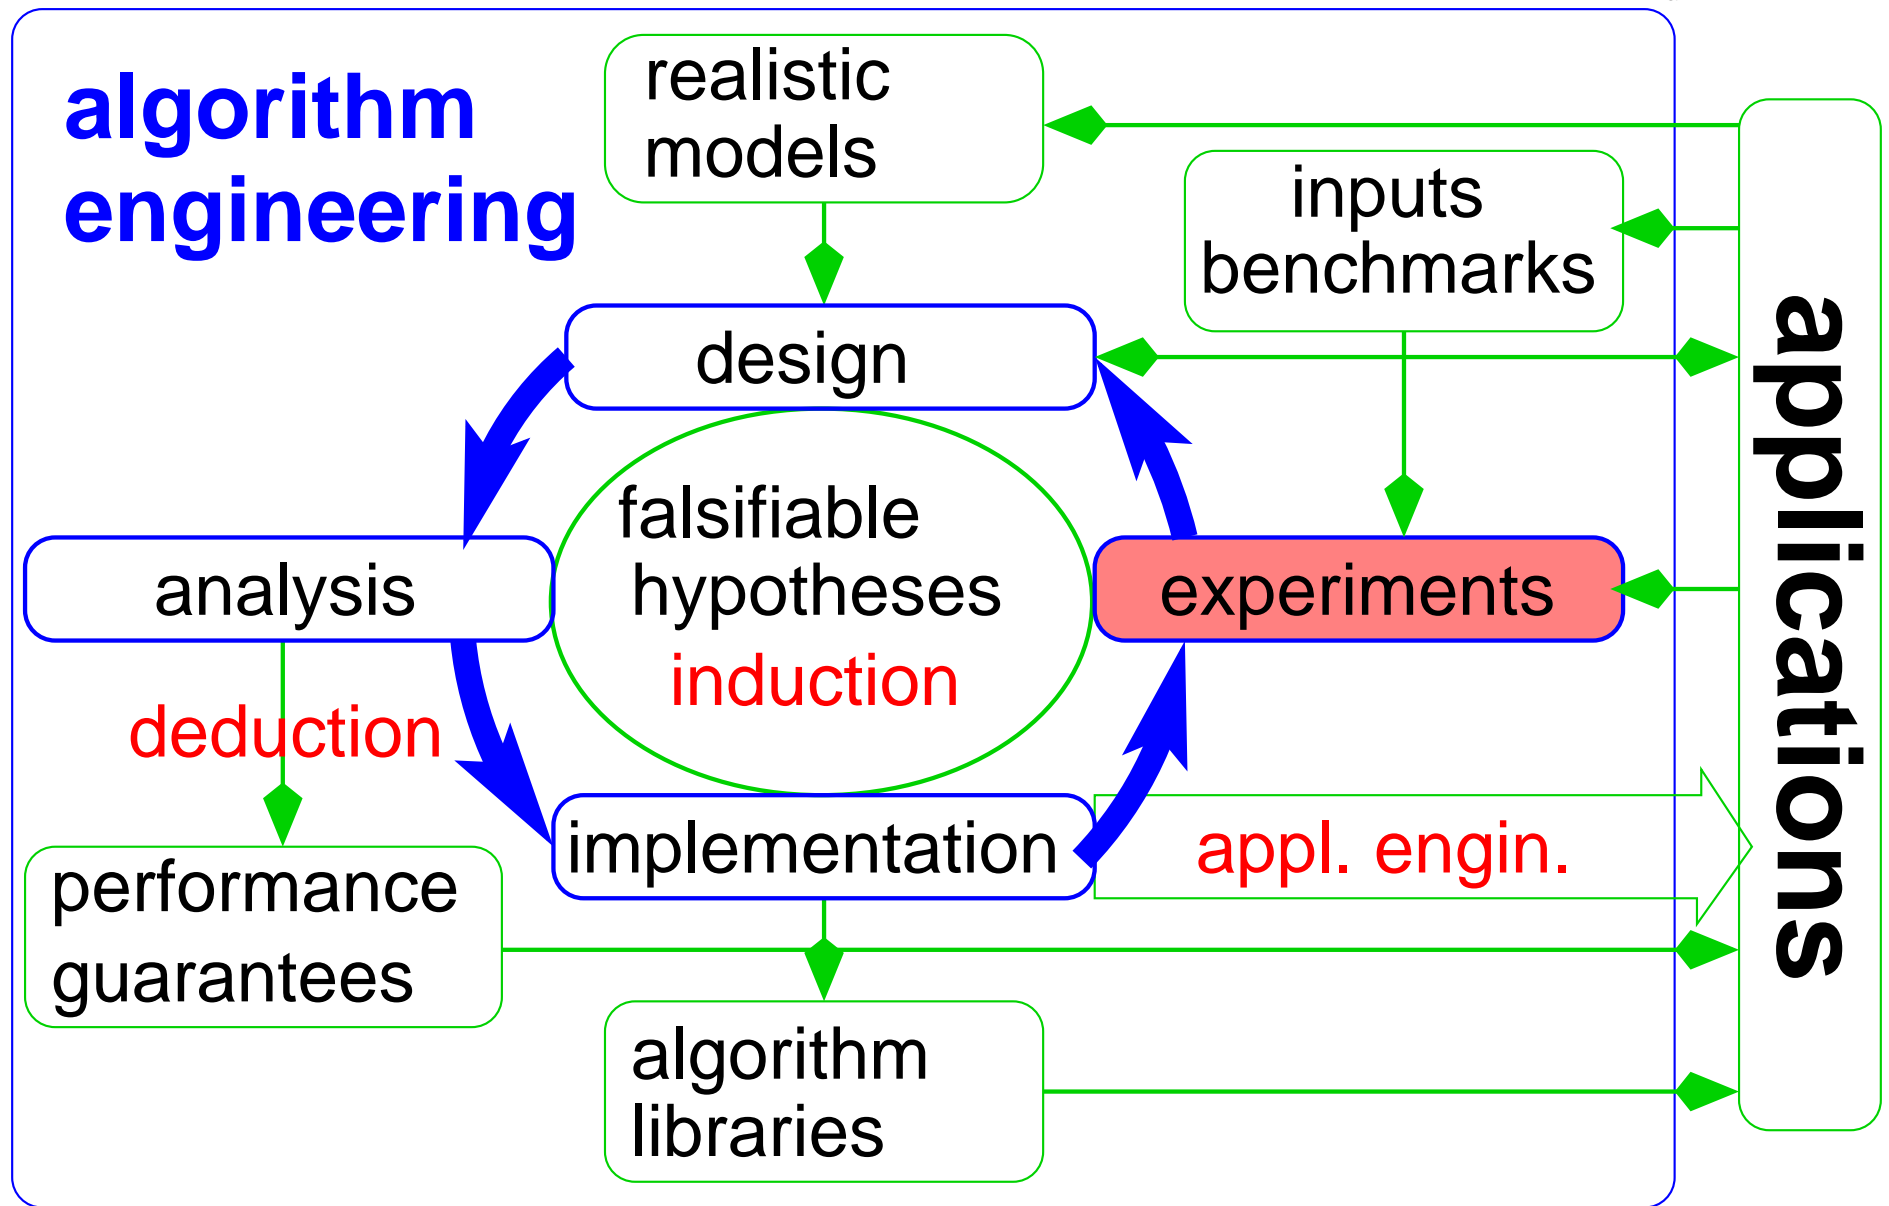 algorithm
engineering
realistic
models
inputs
benchmarks
design
falsifiable
hypotheses
induction
analysis
experiments
deduction
implementation
appl. engin.
performance
guarantees
algorithm
libraries
applications